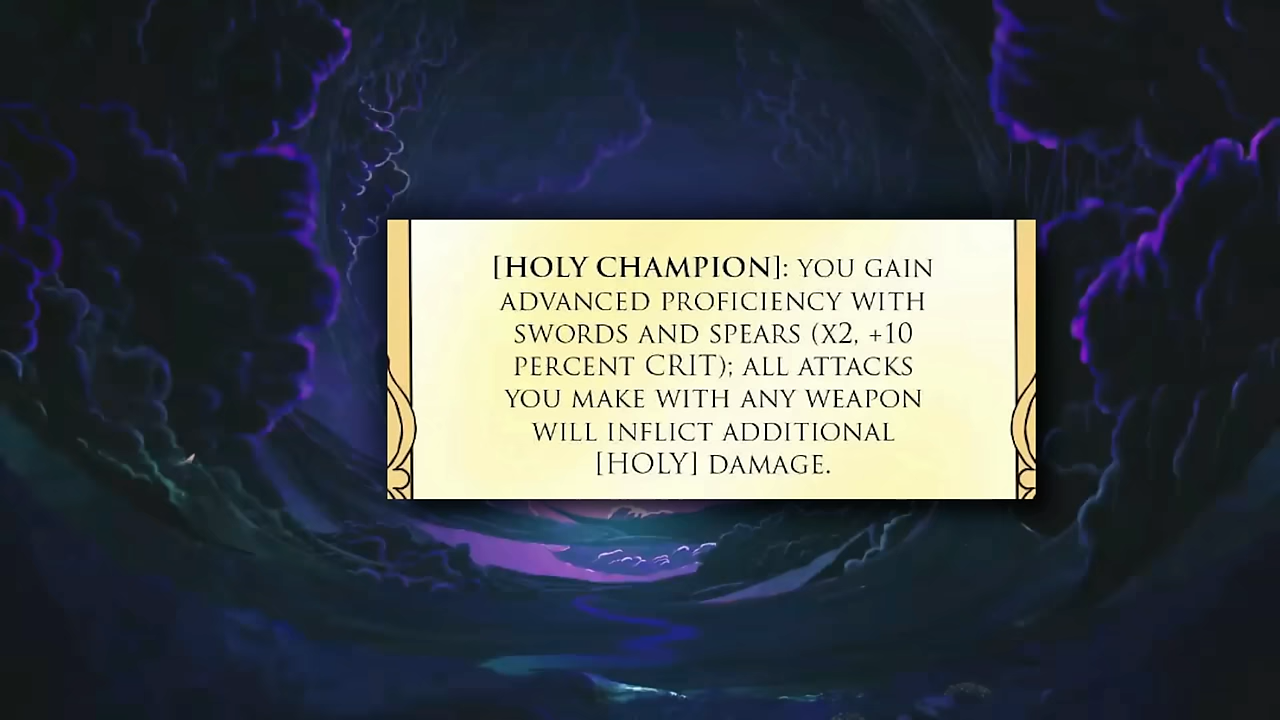 [HOLY CHAMPION]: YOU GAIN
ADVANCED PROFICIENCY WITH
SWORDS AND SPEARS (X2, +10
PERCENT CRIT); ALL ATTACKS
YOU MAKE WITH ANY WEAPON
WILL INFLICT ADDITIONAL
[HOLY] DAMAGE.